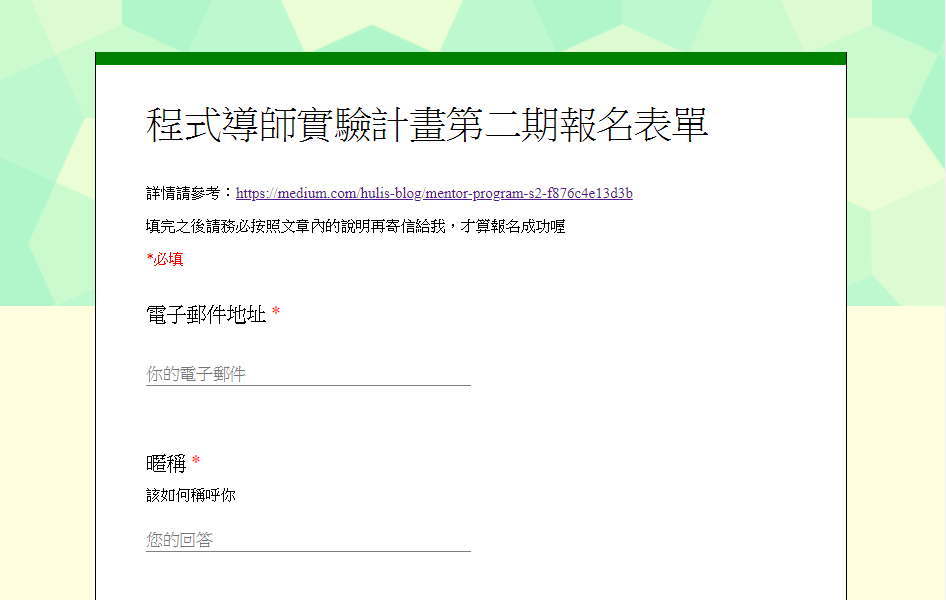 程式導師實驗計畫第二期報名表單
詳情請參考：https://medium.com/hulis-blog/mentor-program-s2-f876c4e13d3b
填完之後請務必按照文章內的說明再寄信給我，才算報名成功喔
*必填
電子郵件地址 *
你的電子郵件
暱稱 *
該如何稱呼你
您的回答